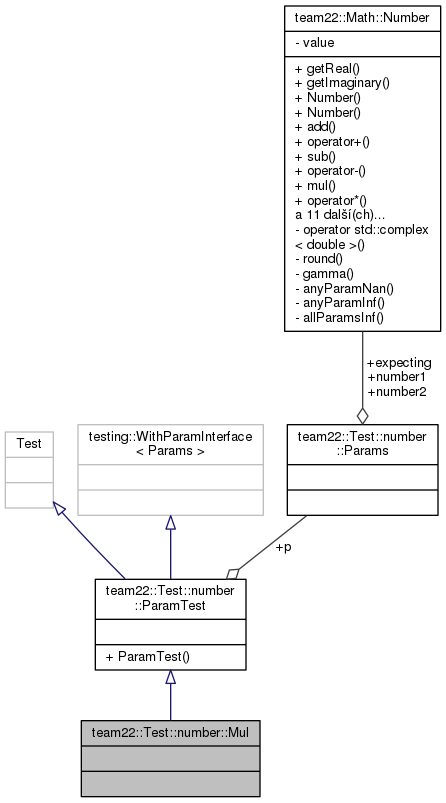 team22::Math::Number
- value
+ getReal()
+ getImaginary()
+ Number()
+ Number()
+ add()
+ operator+()
+ sub()
+ operator-()
+ mul()
+ operator*()
a 11 další(ch)...
- operator std::complex
< double >()
- round()
- gamma()
- anyParamNan()
- anyParamInf()
- allParamsInf()
+expecting
+number1
+number2
Test
testing::WithParamInterface
< Params >
team22::Test::number
::Params
+p
team22::Test::number
::ParamTest
+ ParamTest()
team22::Test::number::Mul